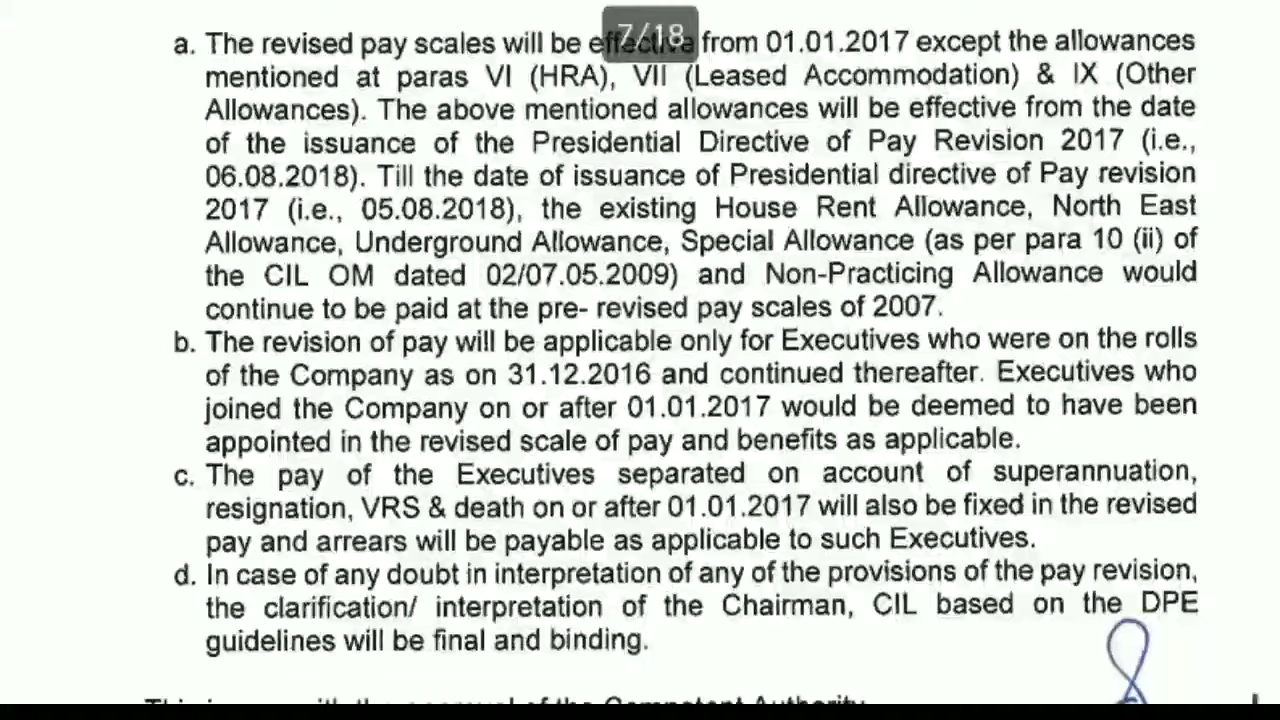 7/18
a. The revised pay scales will be effective from 01.01.2017 except the allowances
mentioned at paras VI (HRA), VII (Leased Accommodation) & IX (Other
Allowances). The above mentioned allowances will be effective from the date
of the issuance of the Presidential Directive of Pay Revision 2017 (i.e.,
06.08.2018). Till the date of issuance of Presidential directive of Pay revision
2017 (i.e., 05.08.2018), the existing House Rent Allowance, North East
Allowance, Underground Allowance, Special Allowance (as per para 10 (ii) of
the CIL OM dated 02/07.05.2009) and Non-Practicing Allowance would
continue to be paid at the pre- revised pay scales of 2007.
b. The revision of pay will be applicable only for Executives who were on the rolls
of the Company as on 31.12.2016 and continued thereafter. Executives who
joined the Company on or after 01.01.2017 would be deemed to have been
appointed in the revised scale of pay and benefits as applicable.
c. The pay of the Executives separated on account of superannuation,
resignation, VRS & death on or after 01.01.2017 will also be fixed in the revised
pay and arrears will be payable as applicable to such Executives.
d. In case of any doubt in interpretation of any of the provisions of the pay revision,
the clarification/ interpretation of the Chairman, CIL based on the DPE
guidelines will be final and binding.
the approval of the Competent Authority